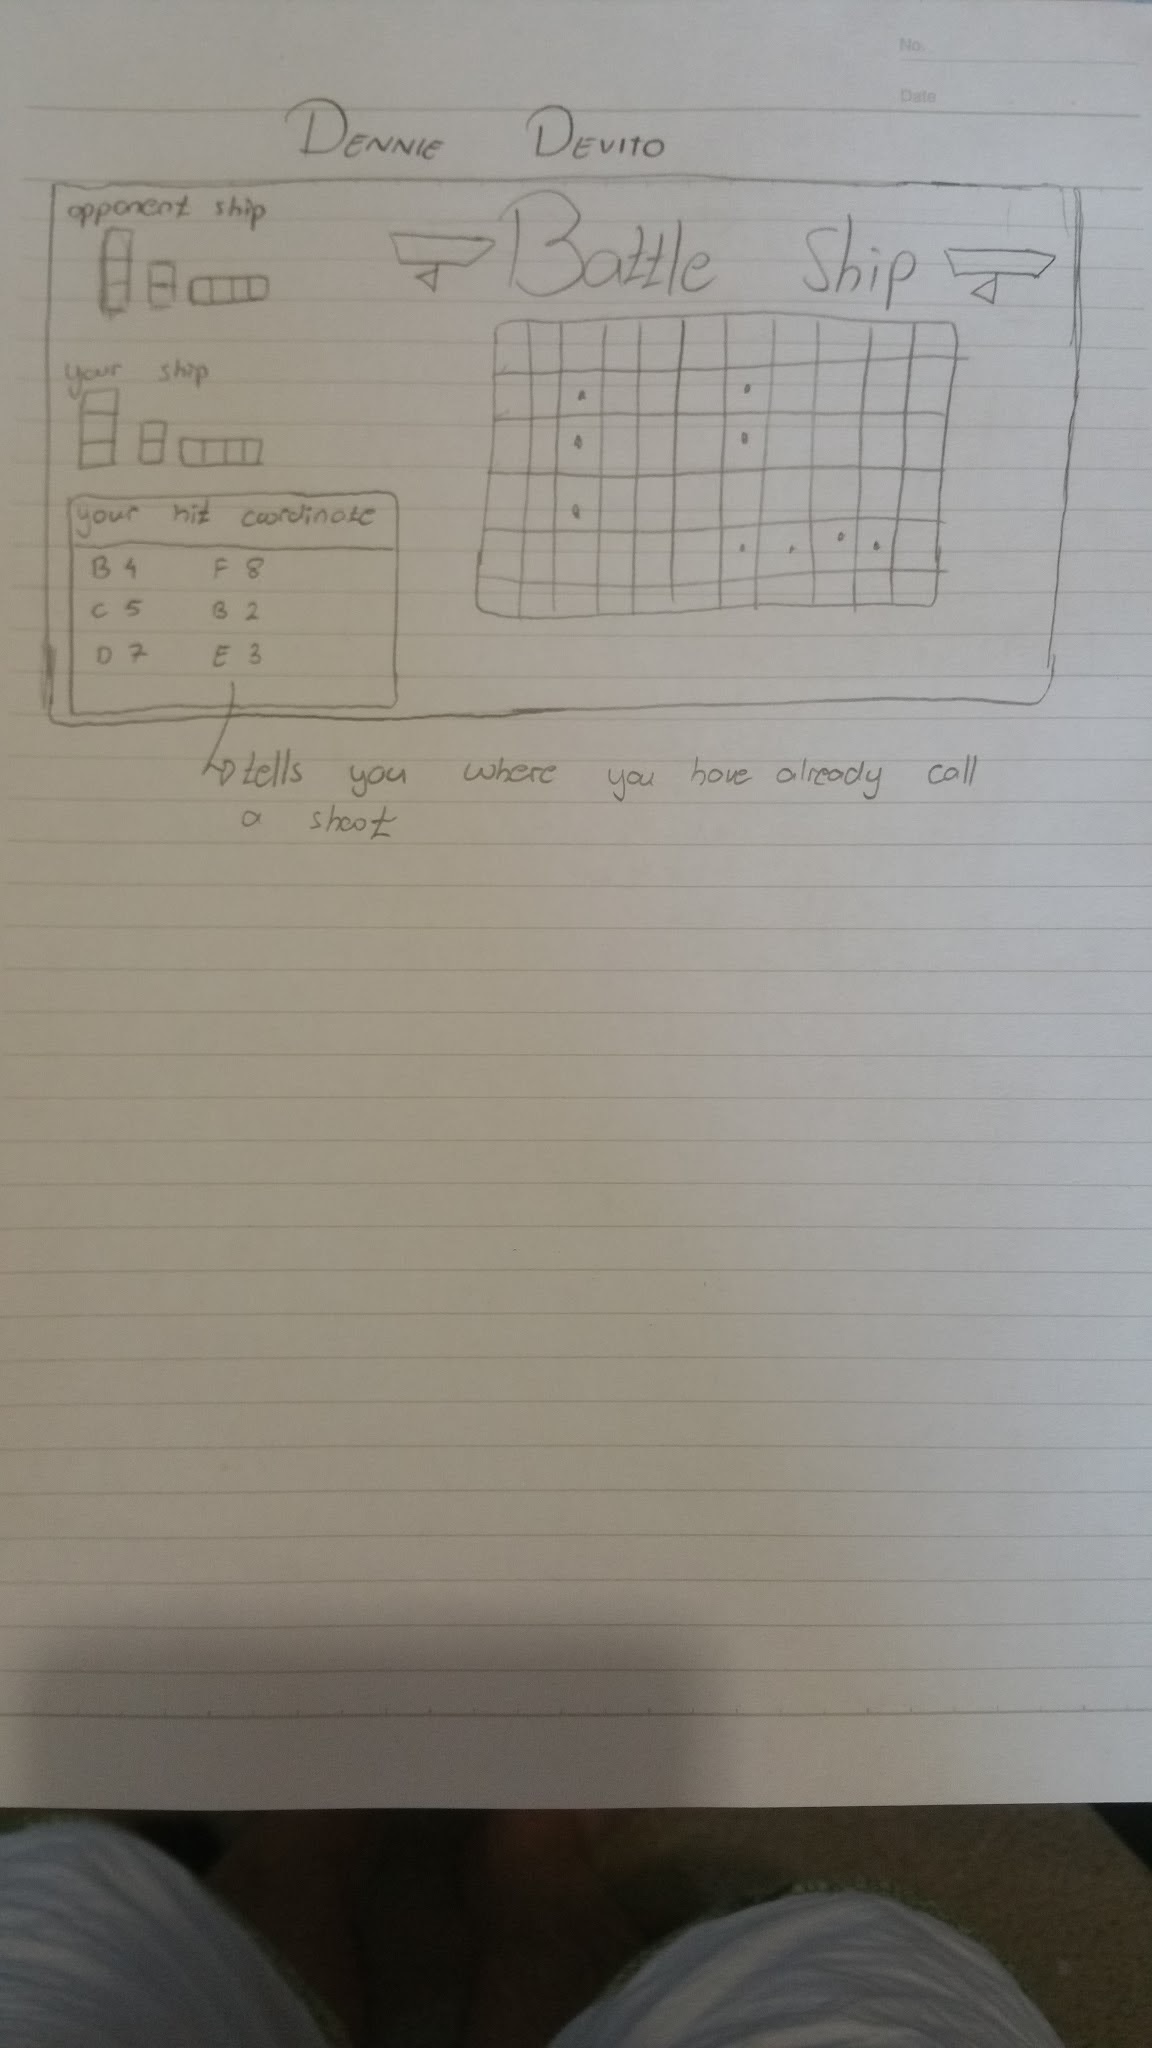 No.
Date
DENNIE DEVITO
opponent ship
Battle Ship
your ship
your hit coordinate
B 4 F 8
C 5 B 2
D 7 E 3
tells you where you have already call
a shoot